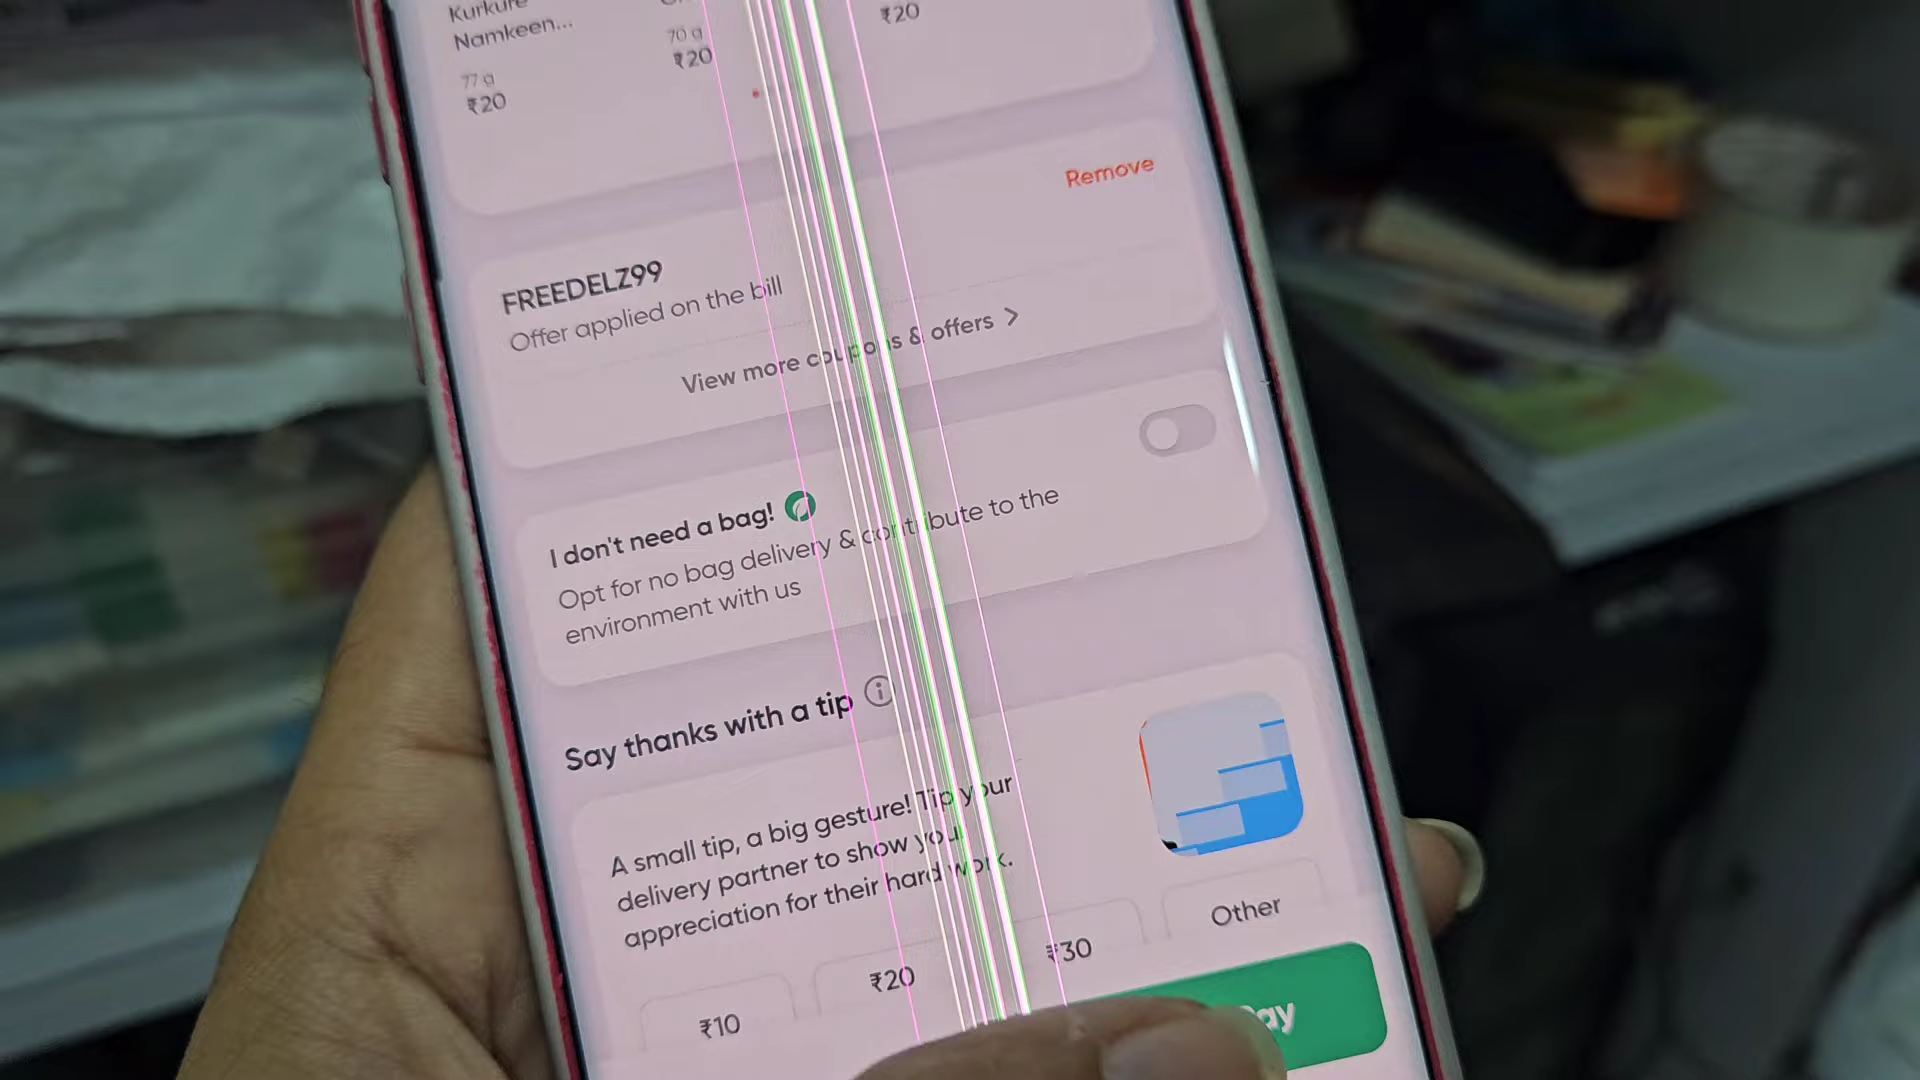 Kurkure
Namkeen...
77 g
₹20
70 g
₹20
₹20
Remove
FREEDELZ99
Offer applied on the bill
View more coupons & offers >
I don't need a bag!
Opt for no bag delivery & contribute to the
environment with us
Say thanks with a tip
A small tip, a big gesture! Tip your
delivery partner to show your
appreciation for their hard work.
₹10
₹20
₹30
Other
Pay